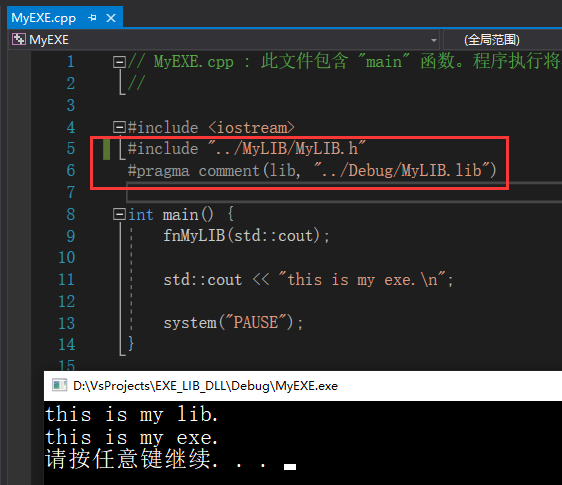 MyEXE.cpp
MyEXE (全局范围)
1 // MyEXE.cpp : 此文件包含 "main" 函数。程序执行将
2 //
3
4 #include <iostream>
5 #include "../MyLIB/MyLIB.h"
6 #pragma comment(lib, "../Debug/MyLIB.lib")
7
8 int main() {
9 fnMyLIB(std::cout);
10
11 std::cout << "this is my exe.\n";
12
13 system("PAUSE");
14 }
15
D:\VsProjects\EXE_LIB_DLL\Debug\MyEXE.exe
this is my lib.
this is my exe.
请按任意键继续. . .